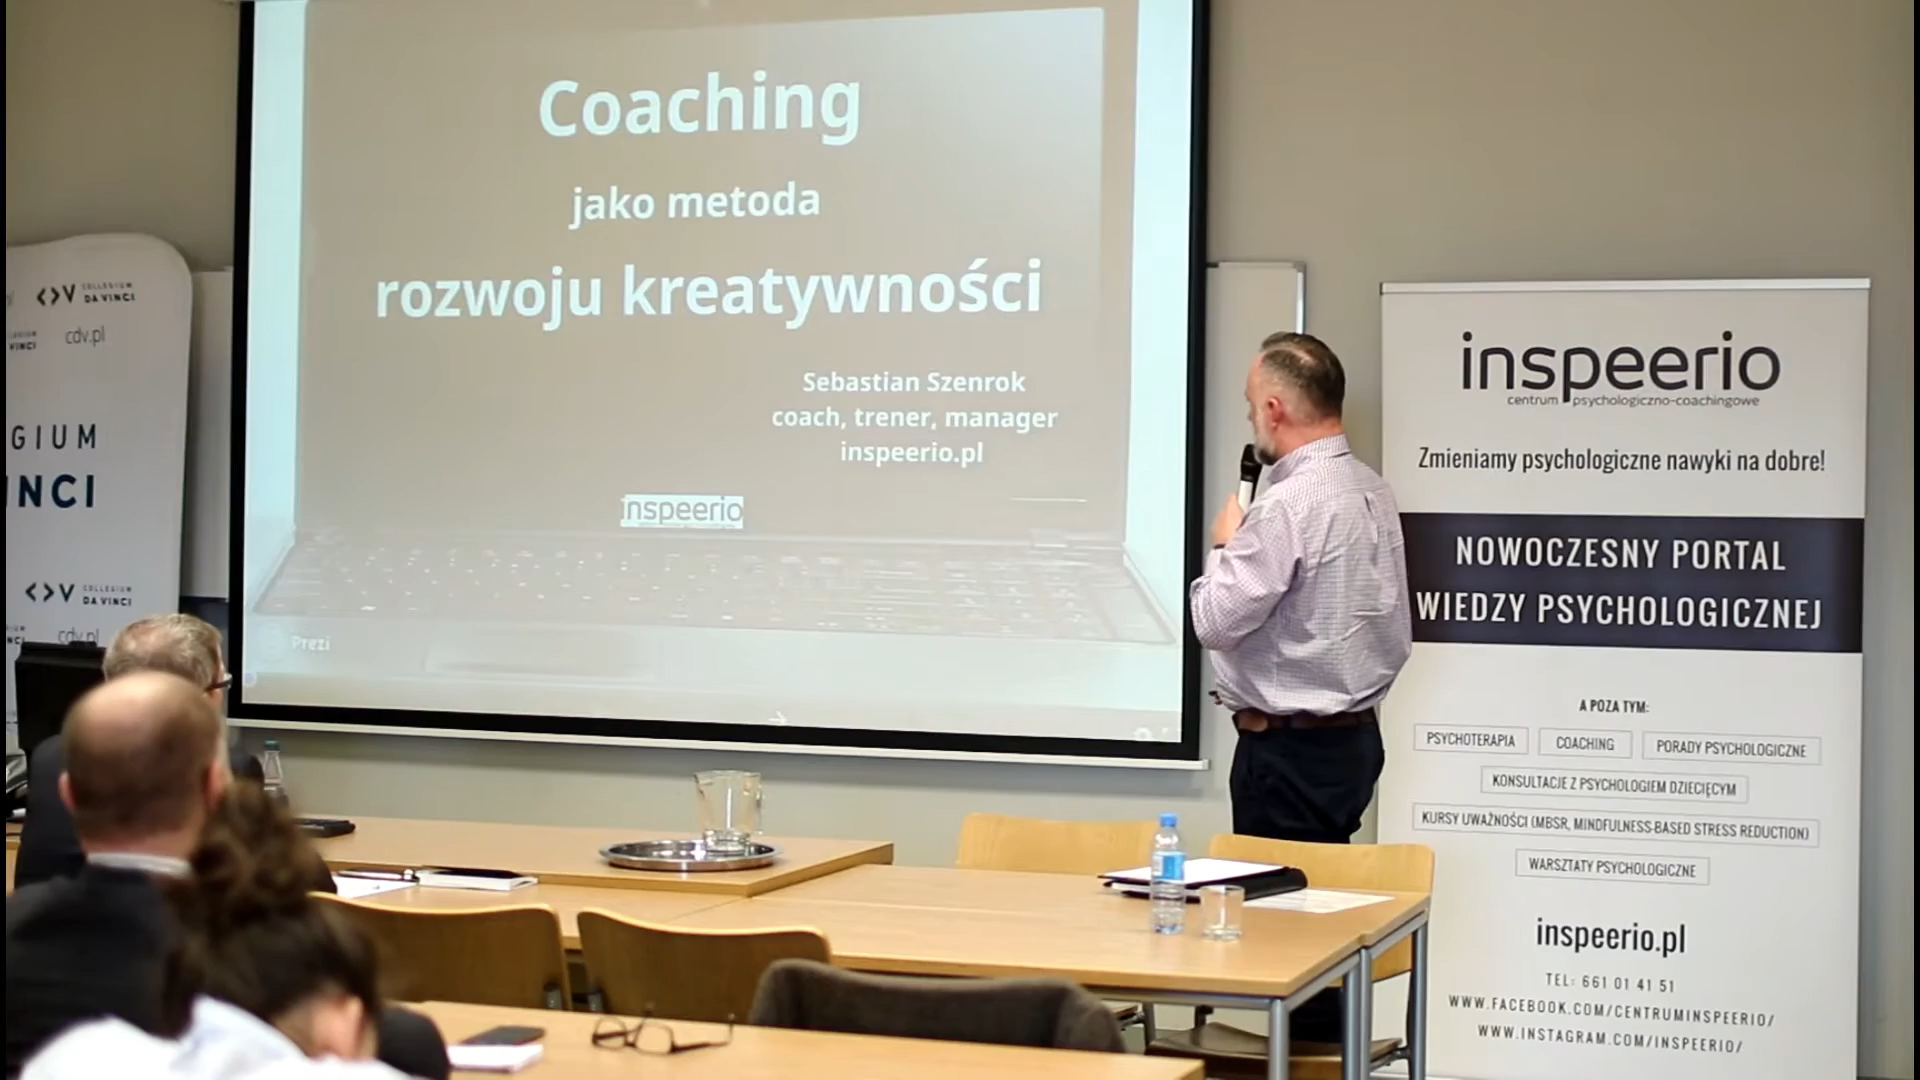 Coaching
jako metoda
rozwoju kreatywności
Sebastian Szenrok
coach, trener, manager
inspeerio.pl
inspeerio
Prezi
COLLEGIUM
DA VINCI
cdv.pl
GIUM
INCI
COLLEGIUM
DA VINCI
cdv.pl
inspeerio
centrum psychologiczno-coachingowe
Zmieniamy psychologiczne nawyki na dobre!
NOWOCZESNY PORTAL
WIEDZY PSYCHOLOGICZNEJ
A POZA TYM:
PSYCHOTERAPIA COACHING PORADY PSYCHOLOGICZNE
KONSULTACJE Z PSYCHOLOGIEM DZIECIĘCYM
KURSY UWAŻNOŚCI (MBSR, MINDFULNESS-BASED STRESS REDUCTION)
WARSZTATY PSYCHOLOGICZNE
inspeerio.pl
TEL: 661 01 41 51
WWW.FACEBOOK.COM/CENTRUMINSPEERIO/
WWW.INSTAGRAM.COM/INSPEERIO/